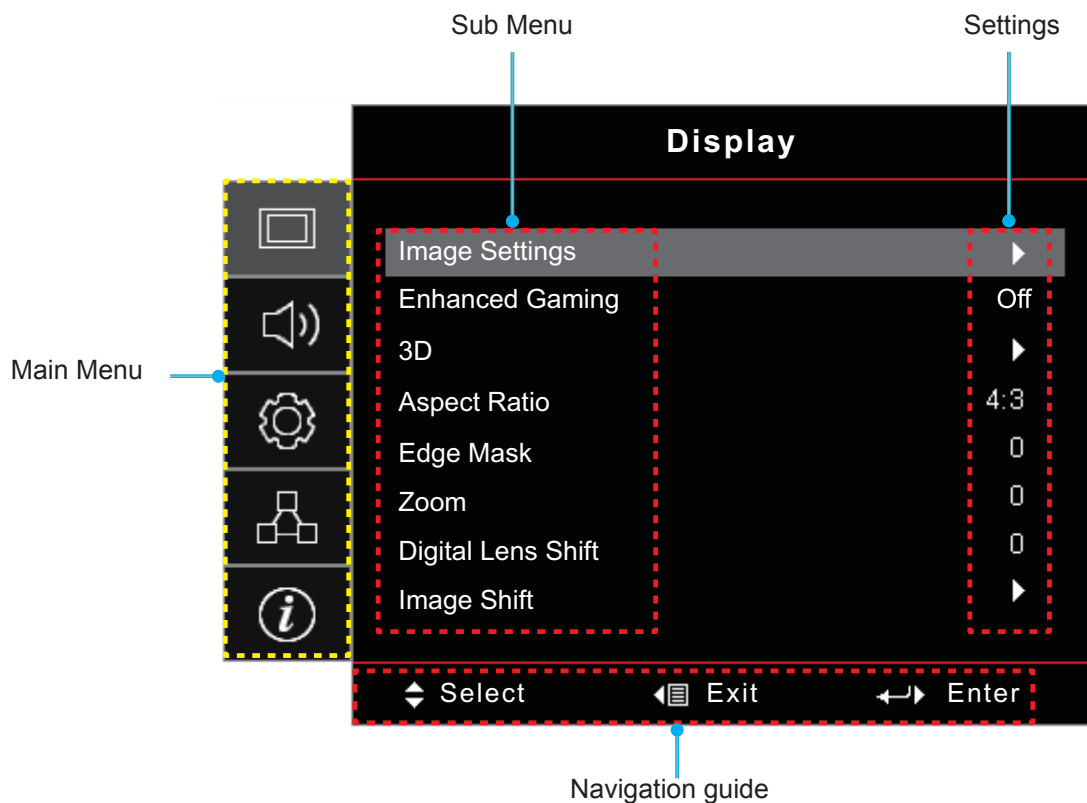 Sub Menu Settings
Display
Image Settings
Enhanced Gaming Off
3D
Main Menu
Aspect Ratio 4:3
Edge Mask 0
Zoom 0
Digital Lens Shift 0
Image Shift
i
Select Exit Enter
Navigation guide